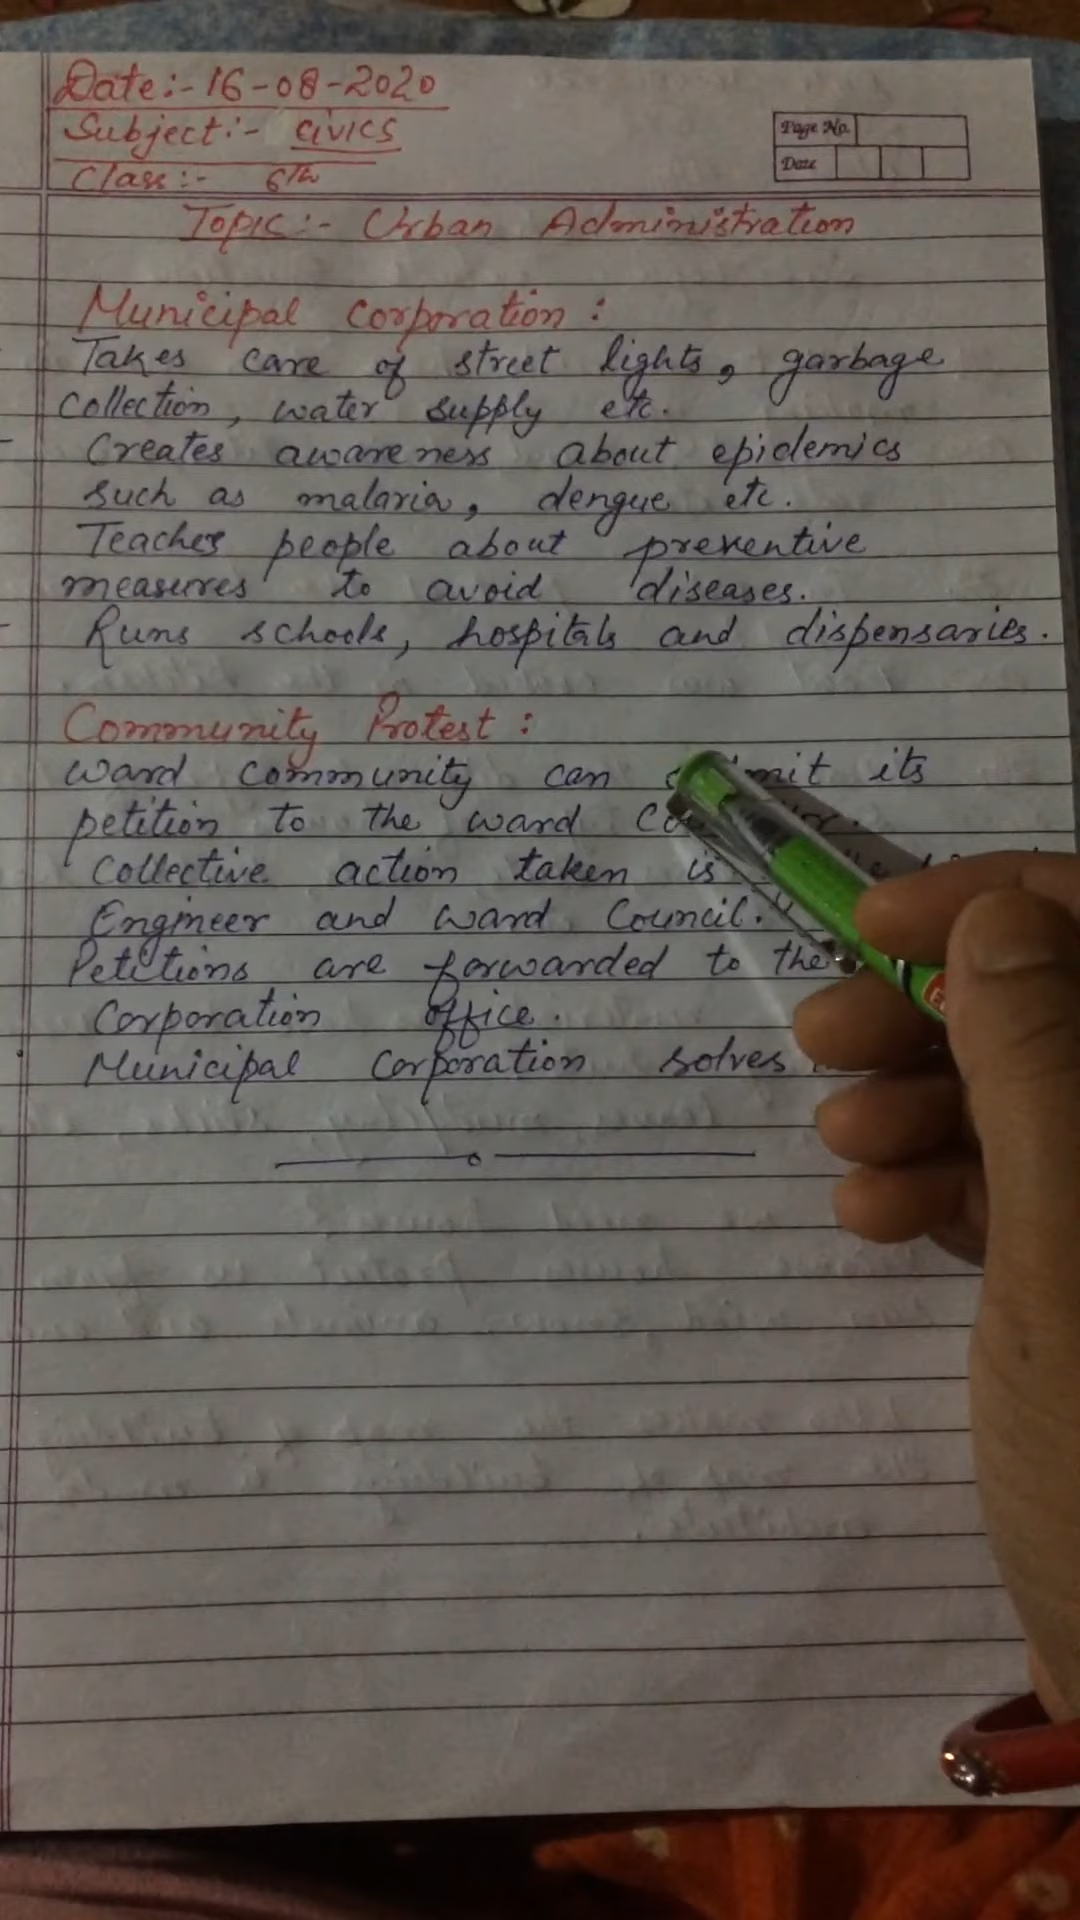 Date:- 16-08-2020
Subject:- Civics
Class:- 6th
Page No.
Date
Topic:- Urban Administration
Municipal Corporation:
Takes care of street lights, garbage
collection, water supply etc.
Creates awareness about epidemics
such as malaria, dengue etc.
Teaches people about preventive
measures to avoid diseases.
Runs schools, hospitals and dispensaries.
Community Protest:
Ward community can its
petition to the ward
Collective action taken is
Engineer and Ward Council.
Petitions are forwarded to the
Corporation office.
Municipal Corporation solves